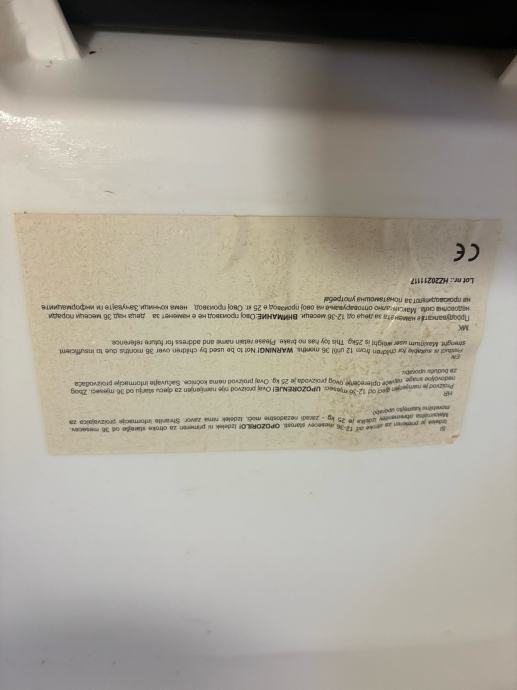 SI
Izdelek je primeren za otroke od 12-36 mesecev starosti. OPOZORILO! Izdelek ni primeren za otroke starejše od 36 mesecev.
Maksimalna obremenitev izdelka je 25 kg - zaradi nezadostne moči. Izdelek nima zavor. Shranite informacije proizvajalca za
morebitno kasnejšo uporabo.
HR
Proizvod je namijenjen djeci od 12-36 mjeseci. UPOZORENJE! Ovaj proizvod nije namijenjen za djecu stariju od 36 mjeseci. Zbog
nedovoljne snage, najveće opterećenje ovog proizvoda je 25 kg. Ovaj proizvod nema kočnice. Sačuvajte informacije proizvođača
za buduću uporabu.
EN
Product is suitable for children from 12 until 36 months. WARNING! Not to be used by children over 36 months due to insufficient
strenght. Maximum user weight is 25kg. This toy has no brake. Please retain name and address for future reference.
MK
Продуктот е наменет за деца од 12-36 месеци. ВНИМАНИЕ Овој производ не е наменет за деца над 36 месеци поради
недоволна сила. Максимално оптоварување на овој производ е 25 кг. Овој производ нема кочници. Зачувајте ги информациите
на производителот за понатамошна употреба!
Lot nr.: HZ20211117
CE